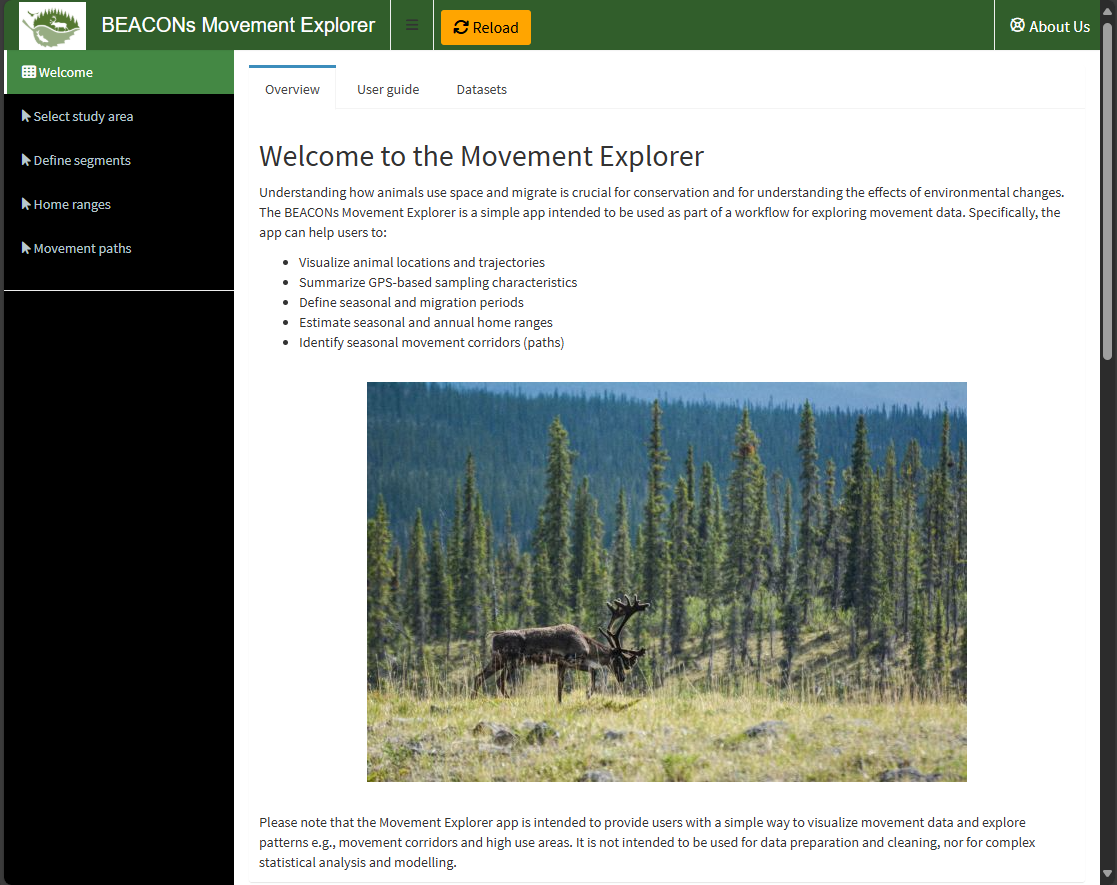 BEACONs Movement Explorer
Reload
About Us
Welcome
Select study area
Define segments
Home ranges
Movement paths
Overview
User guide
Datasets
Welcome to the Movement Explorer
Understanding how animals use space and migrate is crucial for conservation and for understanding the effects of environmental changes.
The BEACONs Movement Explorer is a simple app intended to be used as part of a workflow for exploring movement data. Specifically, the
app can help users to:
Visualize animal locations and trajectories
Summarize GPS-based sampling characteristics
Define seasonal and migration periods
Estimate seasonal and annual home ranges
Identify seasonal movement corridors (paths)
Please note that the Movement Explorer app is intended to provide users with a simple way to visualize movement data and explore
patterns e.g., movement corridors and high use areas. It is not intended to be used for data preparation and cleaning, nor for complex
statistical analysis and modelling.